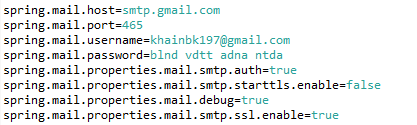 spring.mail.host=smtp.gmail.com
spring.mail.port=465
spring.mail.username=khainbk197@gmail.com
spring.mail.password=blnd vdtt adna ntda
spring.mail.properties.mail.smtp.auth=true
spring.mail.properties.mail.smtp.starttls.enable=false
spring.mail.properties.mail.debug=true
spring.mail.properties.mail.smtp.ssl.enable=true